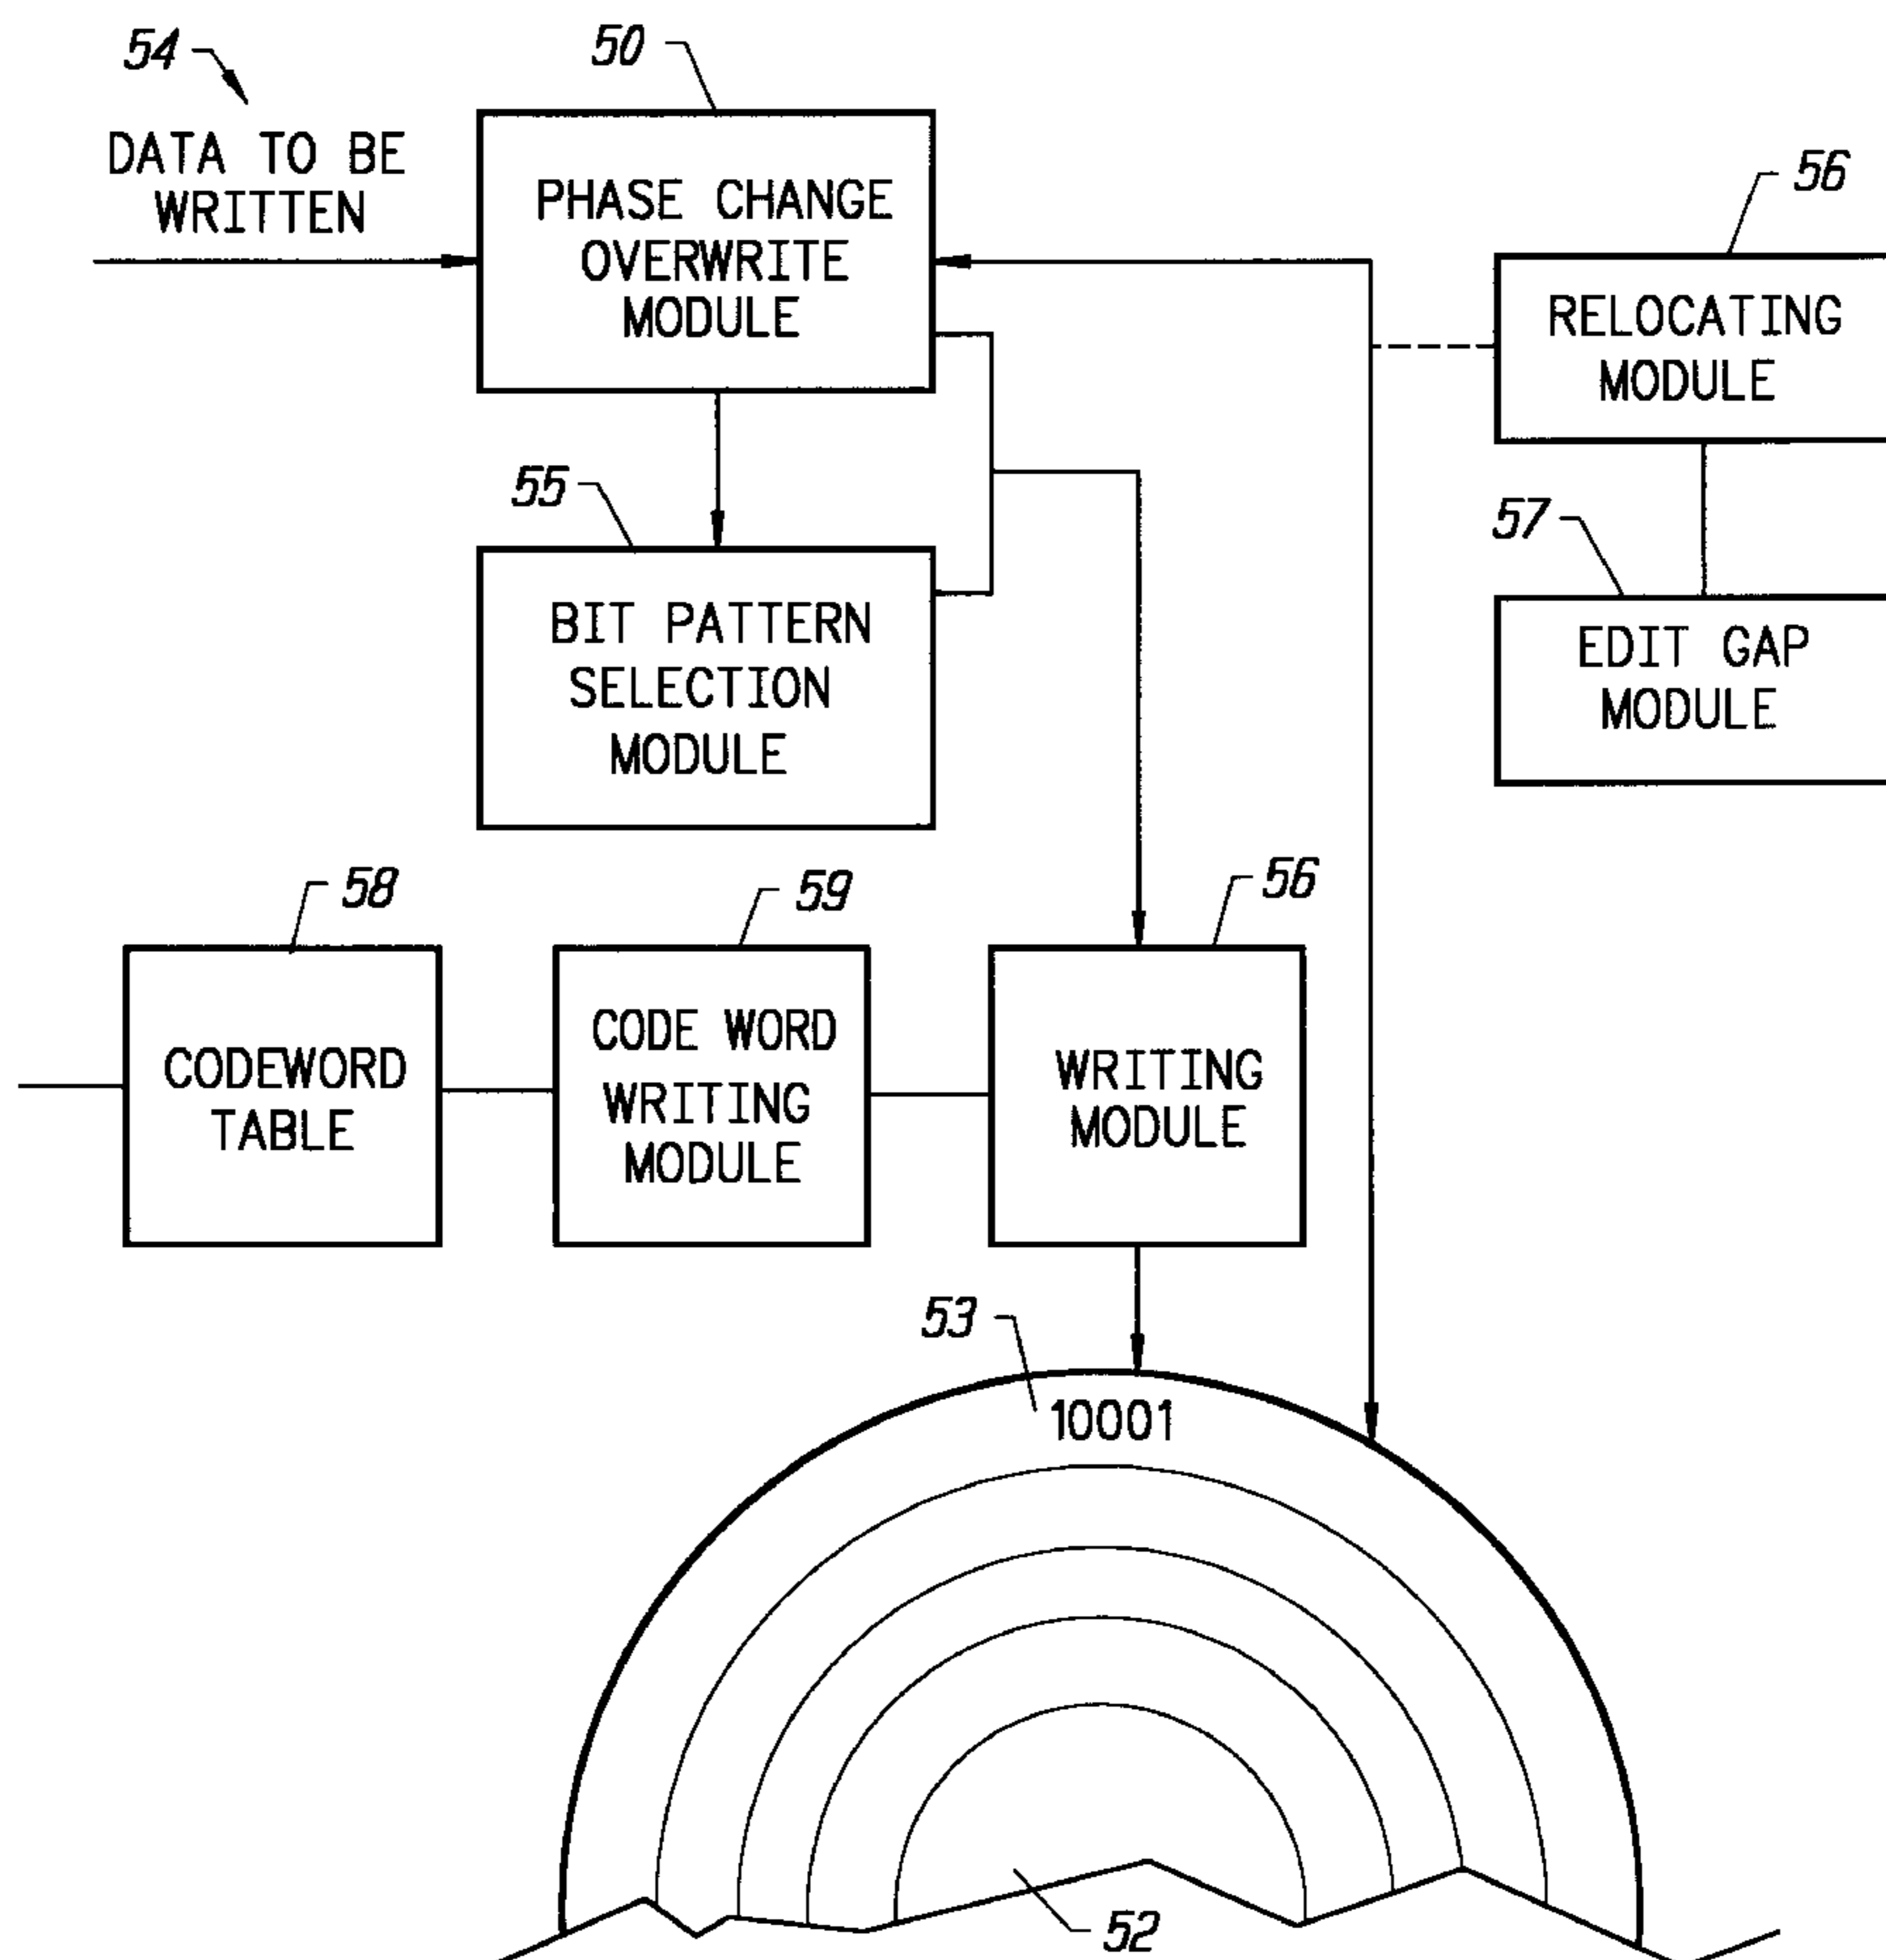 54
DATA TO BE
WRITTEN
50
PHASE CHANGE
OVERWRITE
MODULE
56
RELOCATING
MODULE
55
BIT PATTERN
SELECTION
MODULE
57
EDIT GAP
MODULE
58
CODEWORD
TABLE
59
CODE WORD
WRITING
MODULE
56
WRITING
MODULE
53
10001
52